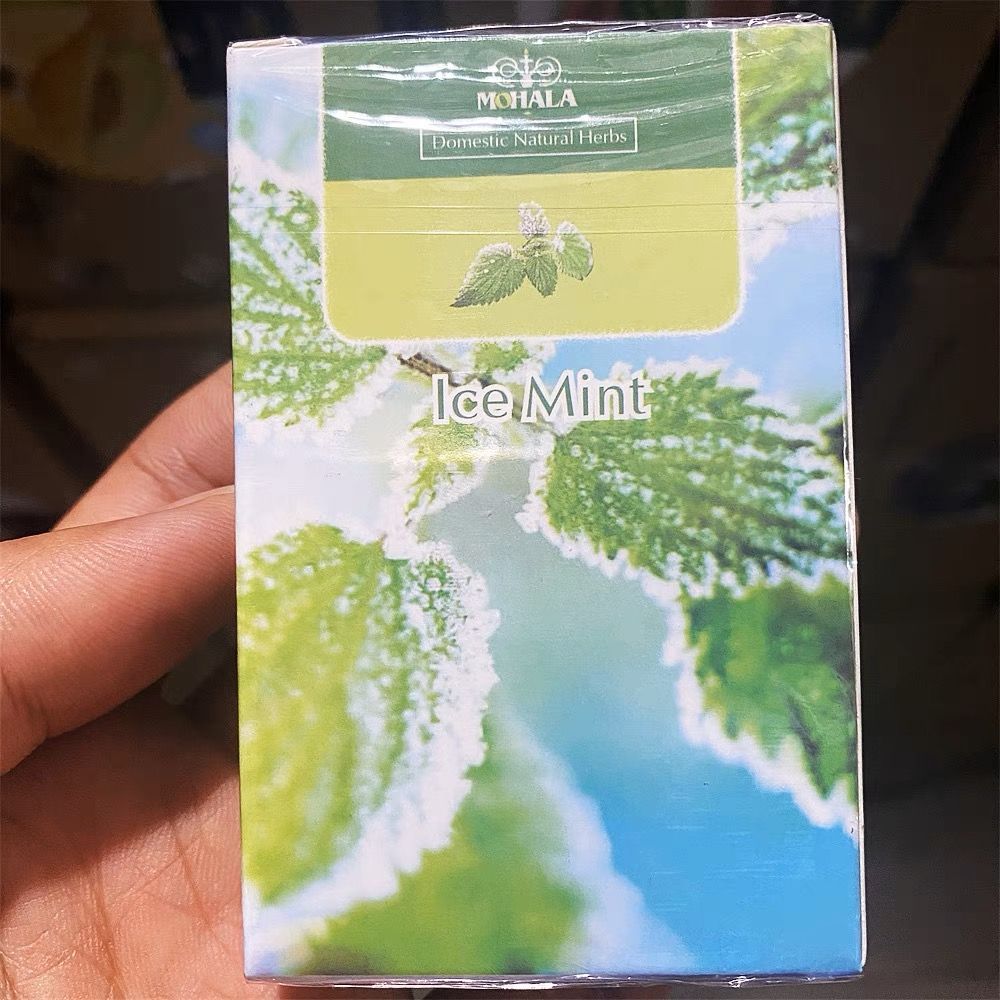 MOHALA
Domestic Natural Herbs
Ice Mint